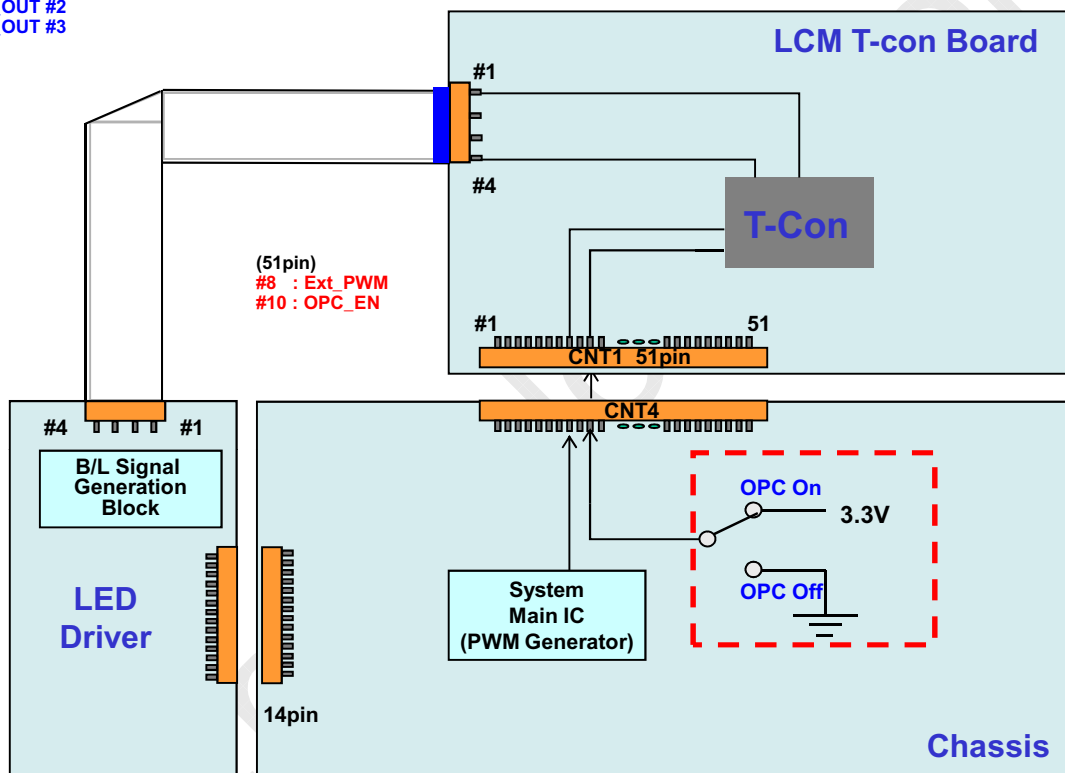 OUT #2
OUT #3
LCM T-con Board
#1
#4
T-Con
(51pin)
#8 : Ext_PWM
#10 : OPC_EN
#1
51
CNT1 51pin
CNT4
#4
#1
B/L Signal
Generation
Block
OPC On
3.3V
OPC Off
System
Main IC
(PWM Generator)
LED
Driver
14pin
Chassis